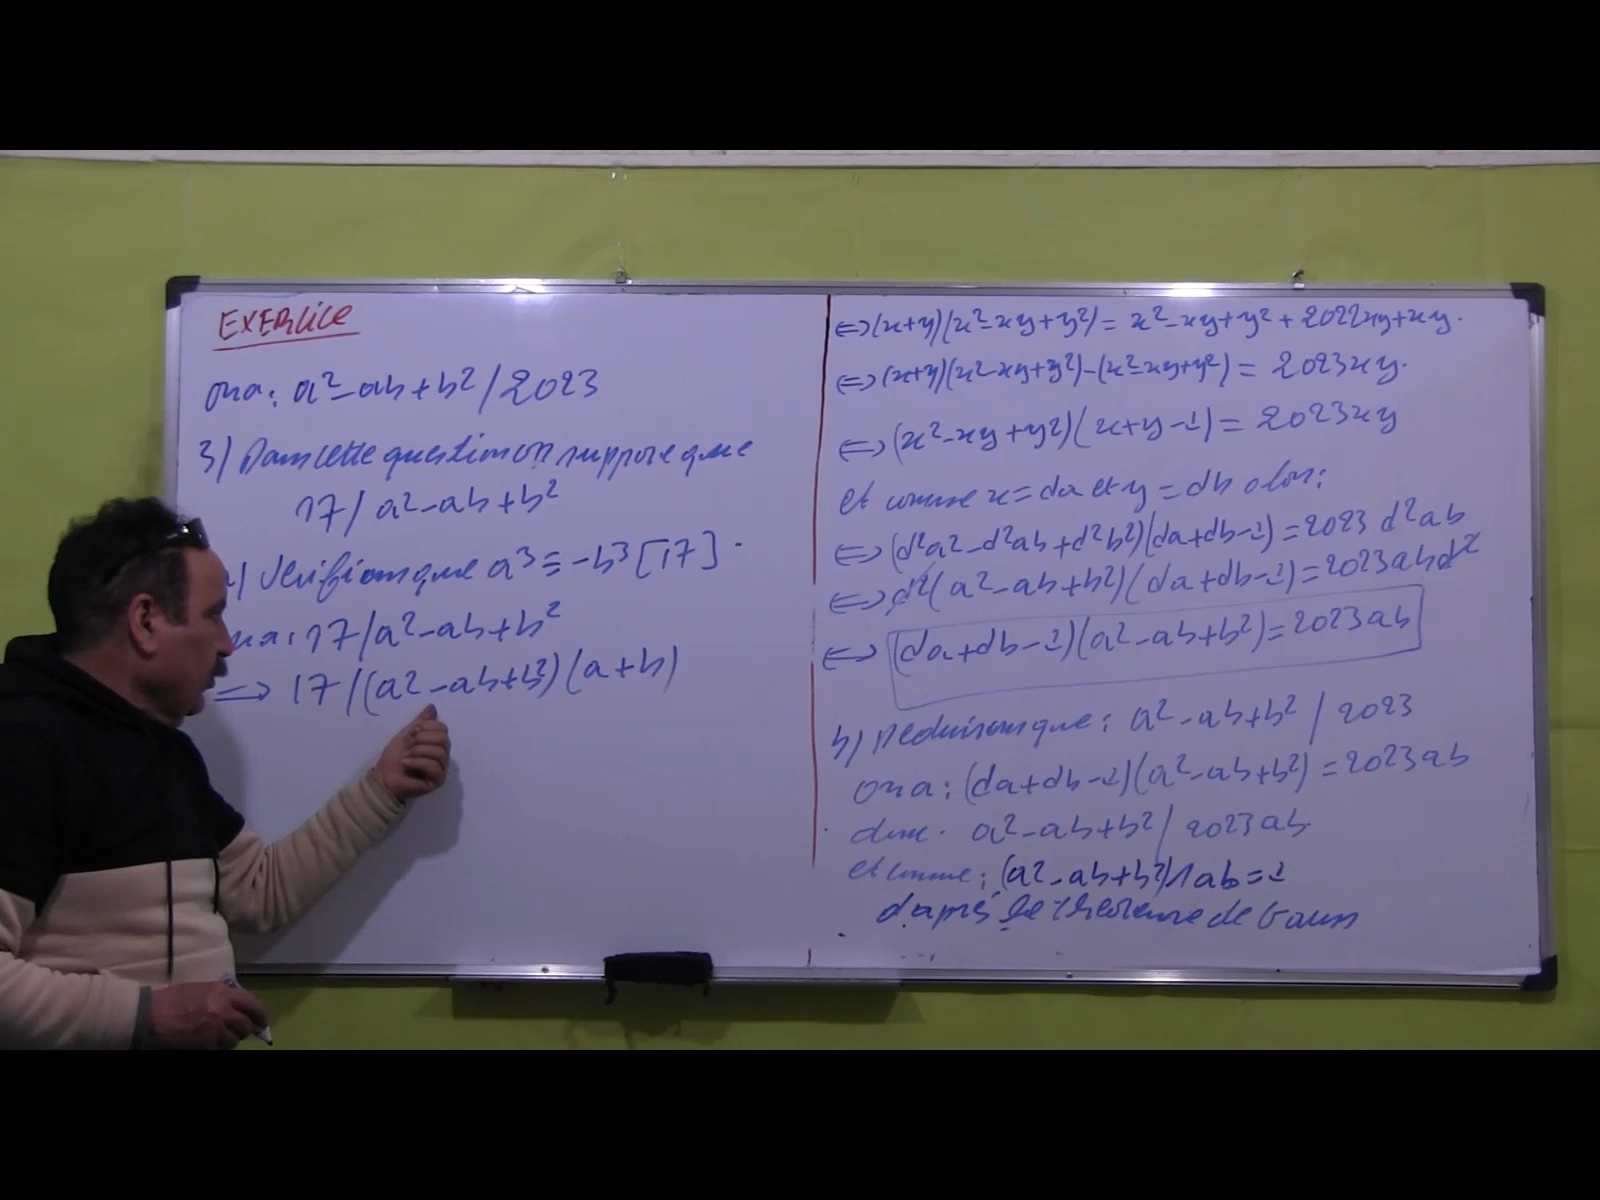 EXERCICE
on a : a² - ab + b² / 2023
3) Dans cette question on suppose que
17 / a² - ab + b²
a) Vérifions que a³ ≡ -b³ [17] .
on a : 17 / a² - ab + b²
⟹ 17 / (a² - ab + b²)(a + b)
⟺ (x+y)(x² - xy + y²) = x² - xy + y² + 2022xy + xy .
⟺ (x+y)(x² - xy + y²) - (x² - xy + y²) = 2023xy .
⟺ (x² - xy + y²)(x + y - 1) = 2023xy
et comme x = da et y = db alors :
⟺ (d²a² - d²ab + d²b²)(da + db - 1) = 2023 d²ab
⟺ d²(a² - ab + b²)(da + db - 1) = 2023abd²
⟺ (da + db - 1)(a² - ab + b²) = 2023ab
b) Déduisons que : a² - ab + b² / 2023
on a : (da + db - 1)(a² - ab + b²) = 2023ab
donc . a² - ab + b² / 2023ab
et comme : (a² - ab + b²) ∧ ab = 1
d'après le théorème de Gauss